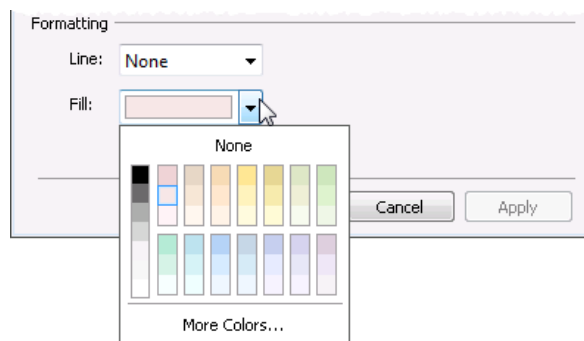 Formatting
Line: None
Fill:
None
Cancel Apply
More Colors...